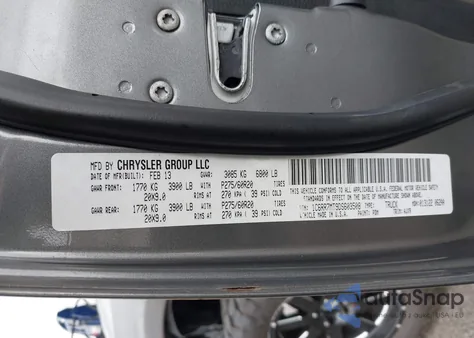 MFD BY CHRYSLER GROUP LLC
DATE OF MFR(BUILT): FEB 13 GVWR: 3085 KG 6800 LB
GAWR FRONT: 1770 KG 3900 LB WITH P275/60R20 TIRES
20X9.0 RIMS AT 270 KPA ( 39 PSI) COLD
GAWR REAR: 1770 KG 3900 LB WITH P275/60R20 TIRES
20X9.0 RIMS AT 270 KPA ( 39 PSI) COLD
THIS VEHICLE CONFORMS TO ALL APPLICABLE U.S.A. FEDERAL MOTOR VEHICLE SAFETY
STANDARDS IN EFFECT ON THE DATE OF MANUFACTURE SHOWN ABOVE.
TYPE: TRUCK
L'VEHICLE MADE IN U.S.A.
autoSnap